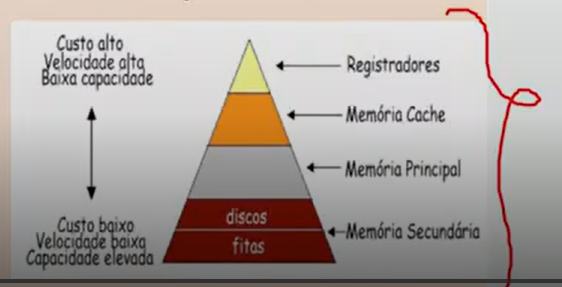 Custo alto
Velocidade alta
Baixa capacidade
Registradores
Memória Cache
Memória Principal
discos
fitas
Memória Secundária
Custo baixo
Velocidade baixa
Capacidade elevada